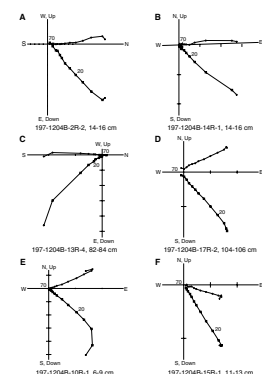 A
W, Up
70
S
N
20
E, Down
197-1204B-2R-2, 14-16 cm
B
N, Up
70
W
E
20
S, Down
197-1204B-14R-1, 14-16 cm
C
W, Up
S
70
N
20
E, Down
197-1204B-13R-4, 82-84 cm
D
N, Up
70
W
E
20
S, Down
197-1204B-17R-2, 104-106 cm
E
N, Up
70
W
E
20
S, Down
197-1204B-10R-1, 6-9 cm
F
N, Up
70
W
E
20
S, Down
197-1204B-15R-1, 11-13 cm